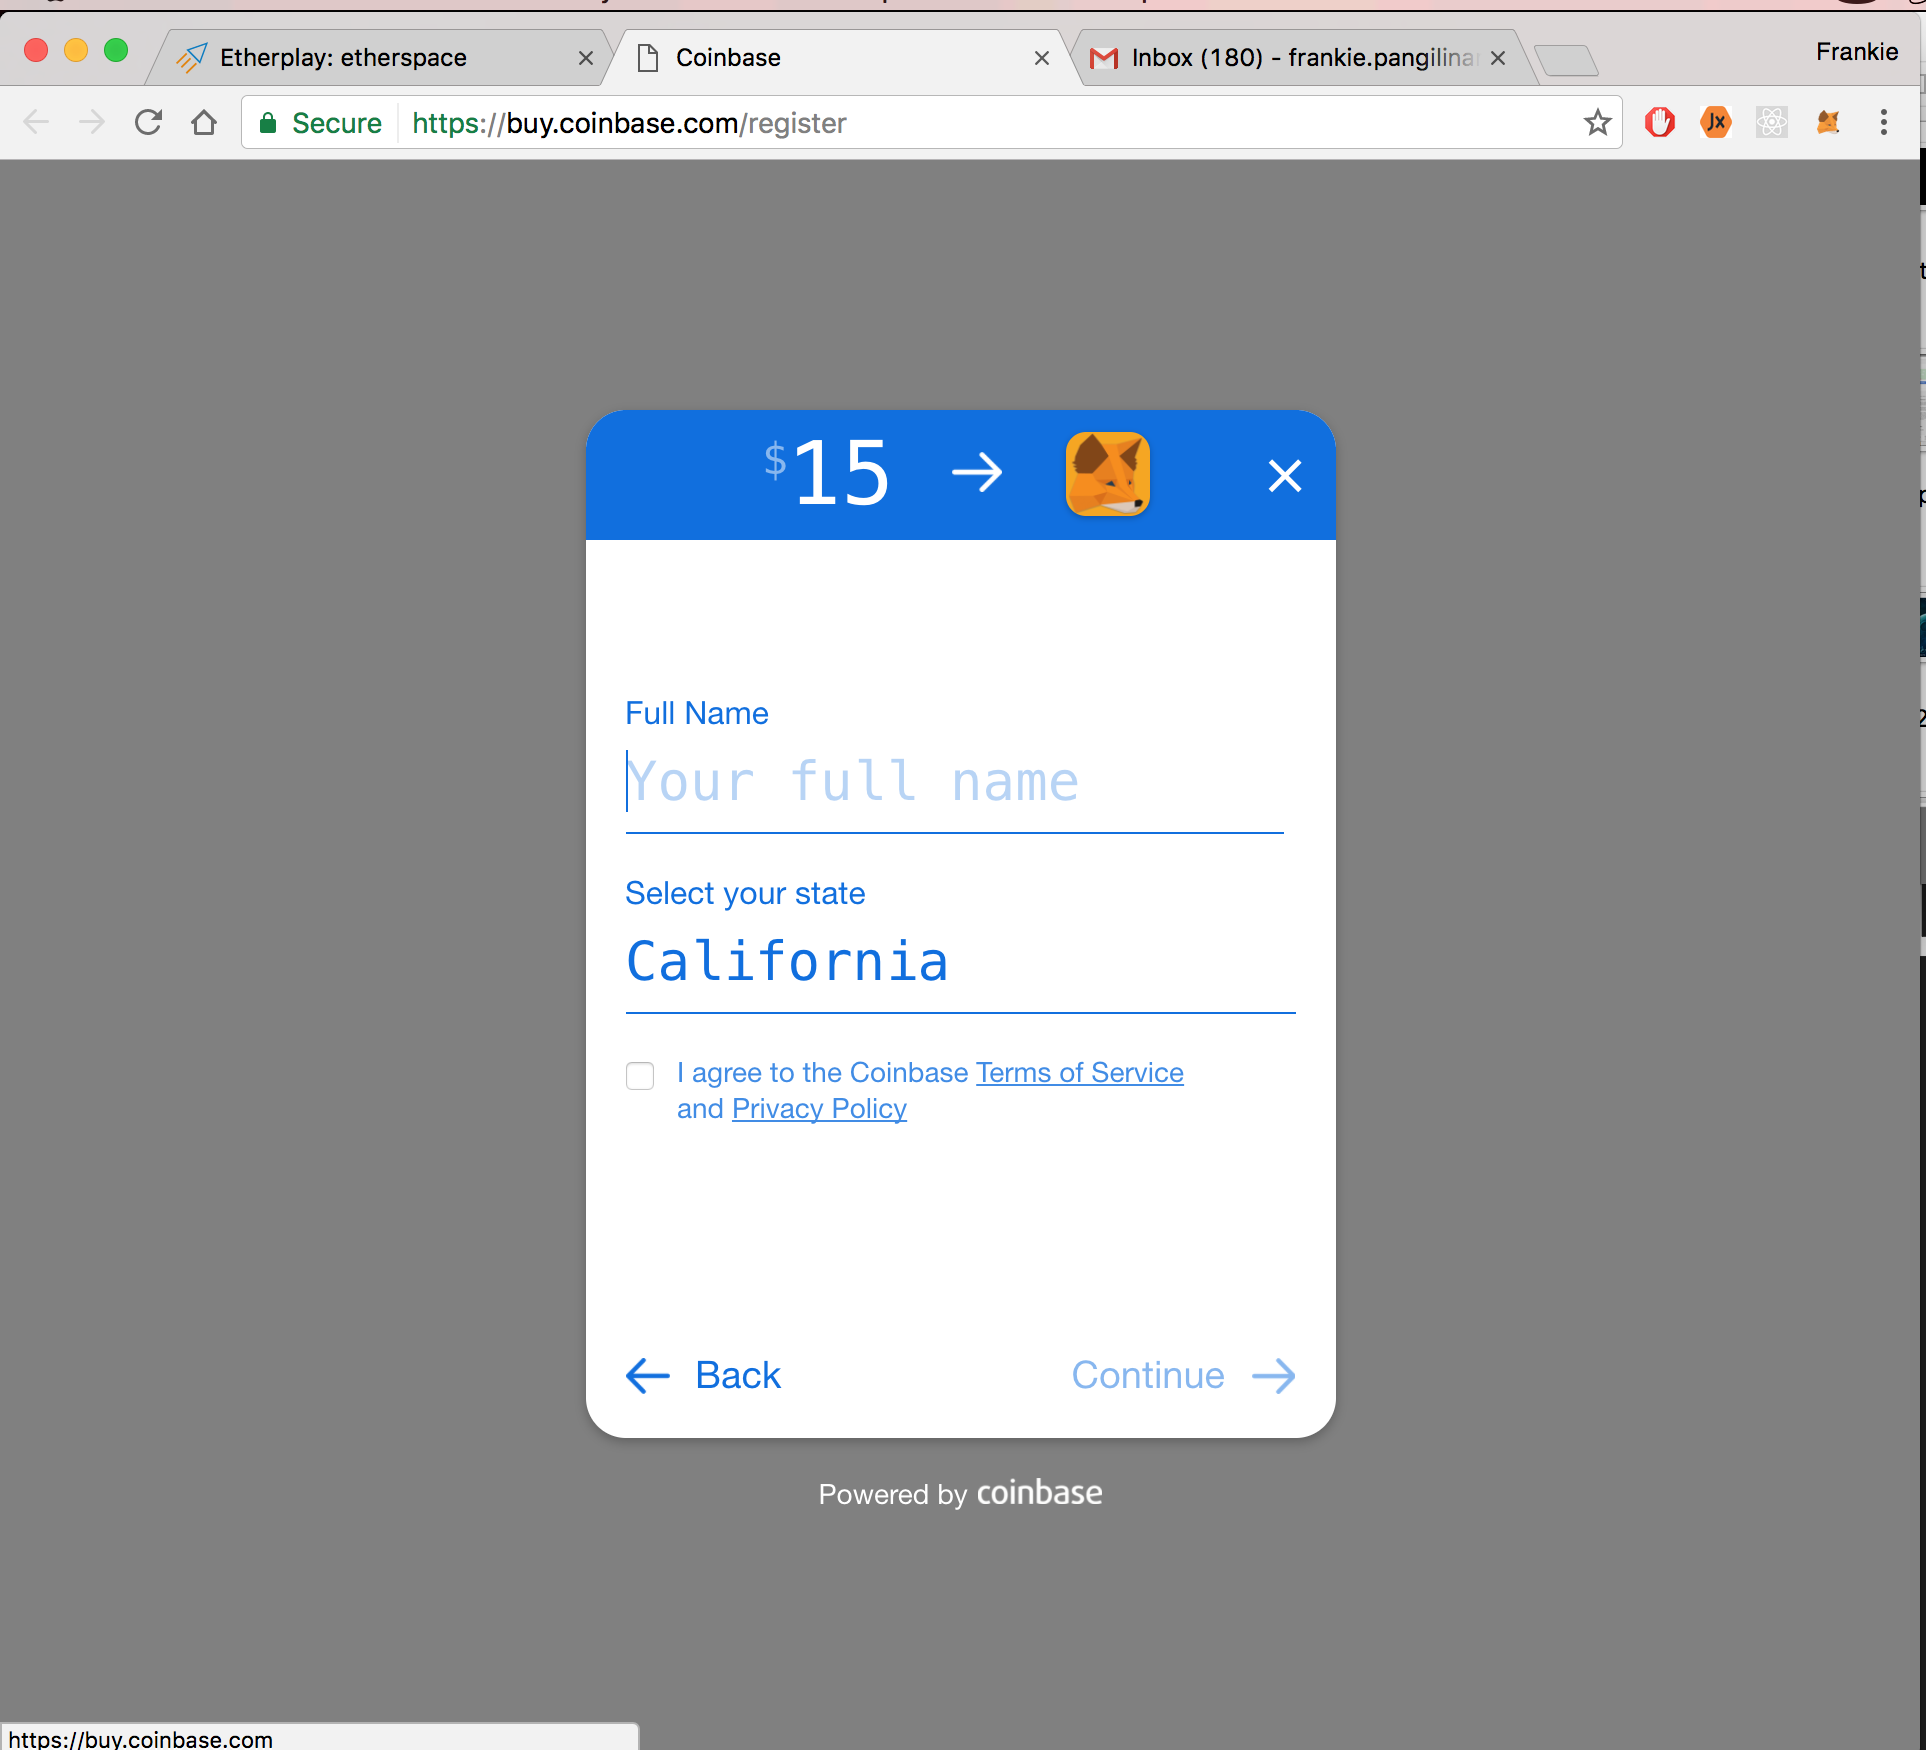 Etherplay: etherspace
Coinbase
Inbox (180) - frankie.pangilina
Frankie
Secure
https://buy.coinbase.com/register
JX
$15
Full Name
Your full name
Select your state
California
I agree to the Coinbase Terms of Service
and Privacy Policy
Back
Continue
Powered by coinbase
https://buy.coinbase.com